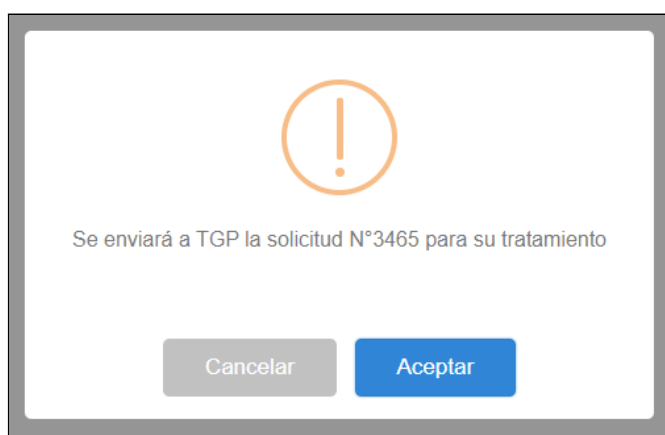 Se enviará a TGP la solicitud N°3465 para su tratamiento
Cancelar
Aceptar